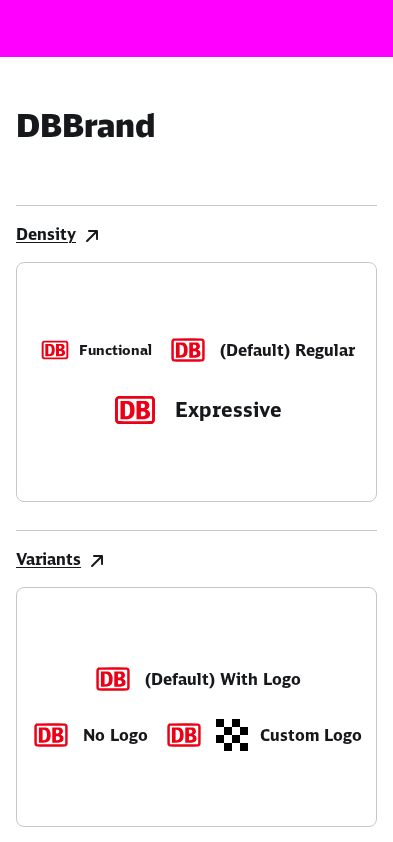 DBBrand
Density
DB Functional DB (Default) Regular
DB Expressive
Variants
DB (Default) With Logo
DB No Logo DB Custom Logo